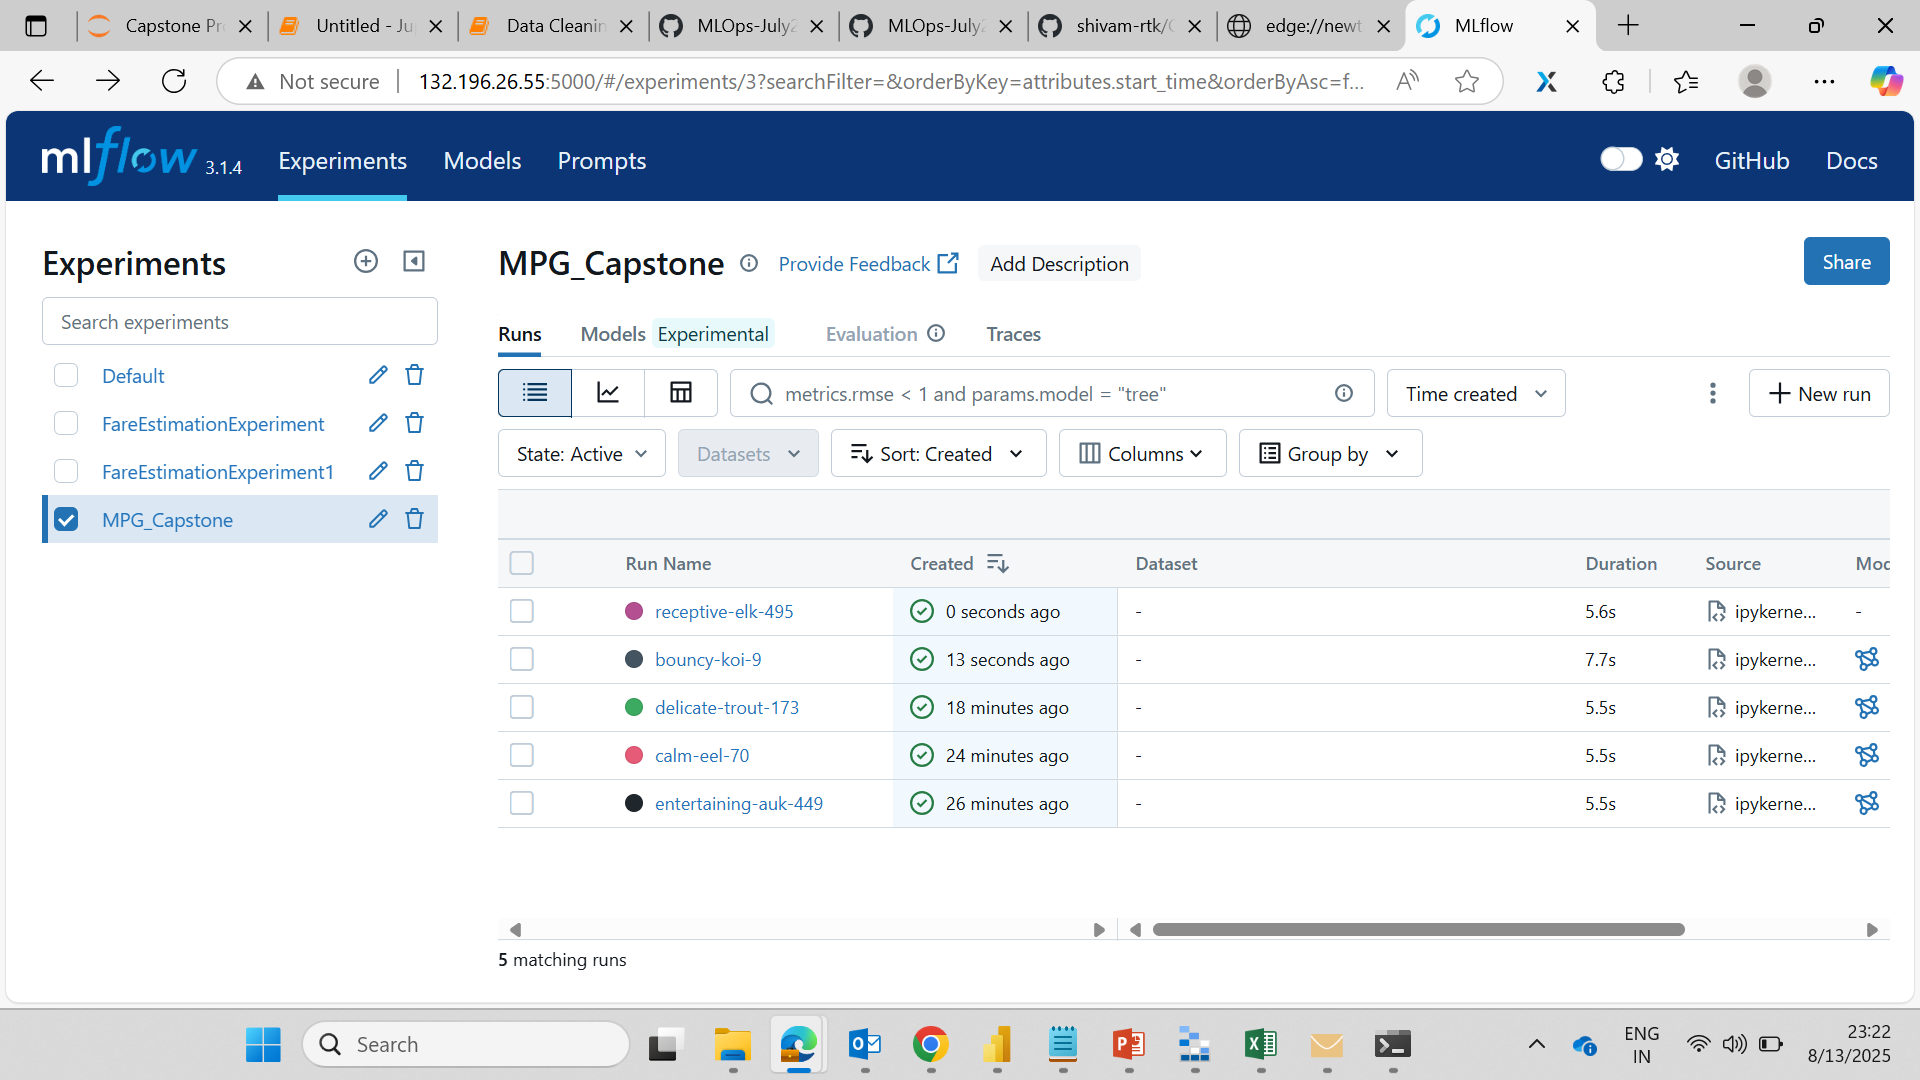 Capstone Pr
Untitled - Ju
Data Cleanin
MLOps-July2
MLOps-July2
shivam-rtk/C
edge://newt
MLflow
Not secure
132.196.26.55:5000/#/experiments/3?searchFilter=&orderByKey=attributes.start_time&orderByAsc=f...
mlflow 3.1.4
Experiments
Models
Prompts
GitHub
Docs
Experiments
Search experiments
Default
FareEstimationExperiment
FareEstimationExperiment1
MPG_Capstone
MPG_Capstone
Provide Feedback
Add Description
Share
Runs
Models Experimental
Evaluation
Traces
metrics.rmse < 1 and params.model = "tree"
Time created
New run
State: Active
Datasets
Sort: Created
Columns
Group by
Run Name Created Dataset Duration Source Mod
receptive-elk-495 0 seconds ago - 5.6s ipykerne... -
bouncy-koi-9 13 seconds ago - 7.7s ipykerne...
delicate-trout-173 18 minutes ago - 5.5s ipykerne...
calm-eel-70 24 minutes ago - 5.5s ipykerne...
entertaining-auk-449 26 minutes ago - 5.5s ipykerne...
5 matching runs
Search
ENG
IN
23:22
8/13/2025